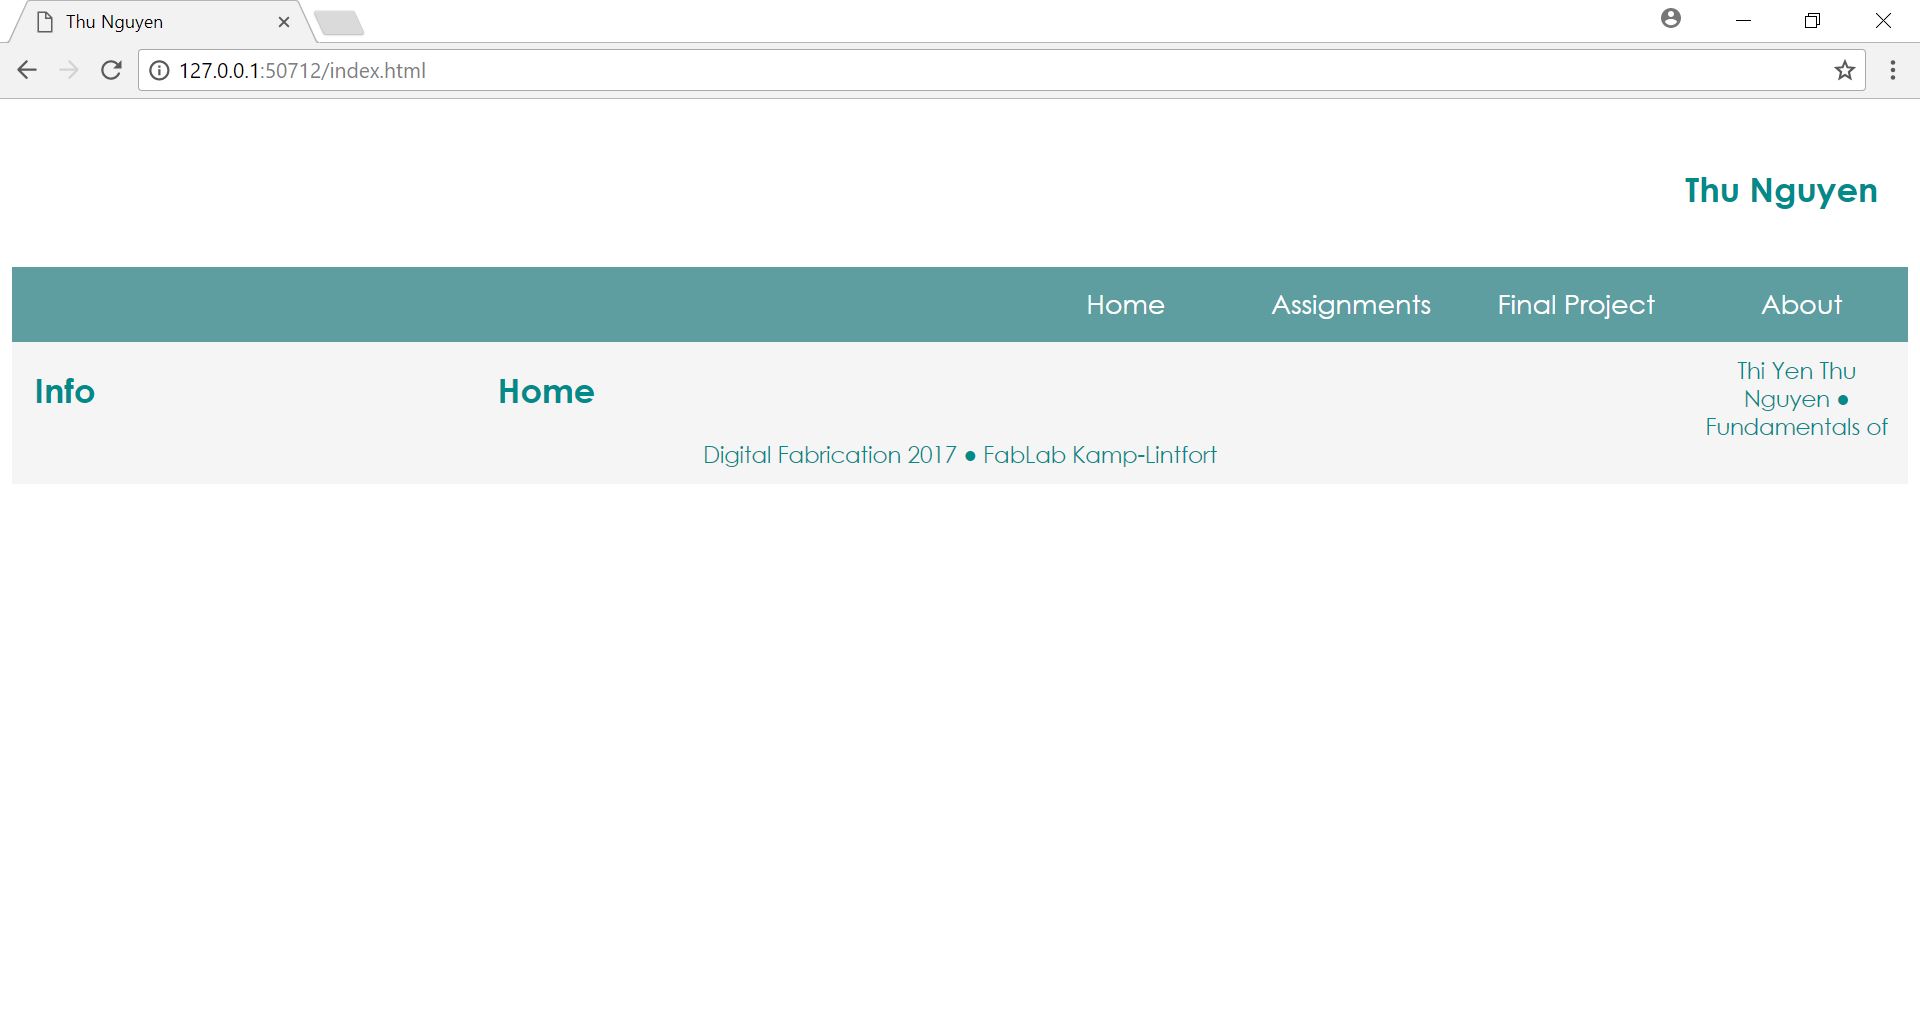 Thu Nguyen
127.0.0.1:50712/index.html
Thu Nguyen
Home Assignments Final Project About
Info
Home
Thi Yen Thu
Nguyen ●
Fundamentals of
Digital Fabrication 2017 ● FabLab Kamp-Lintfort